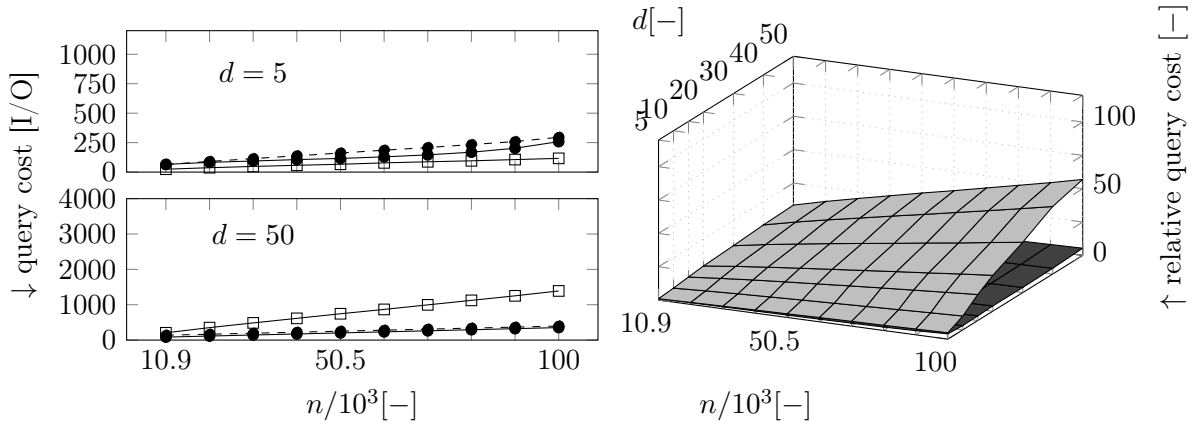 ↓ query cost [I/O]
1000
750
500
250
0
d = 5
4000
3000
2000
1000
0
d = 50
10.9 50.5 100
n/10³[−]
d[−]
50
40
30
20
10
5
100
50
0
10.9
50.5
100
n/10³[−]
↑ relative query cost [−]